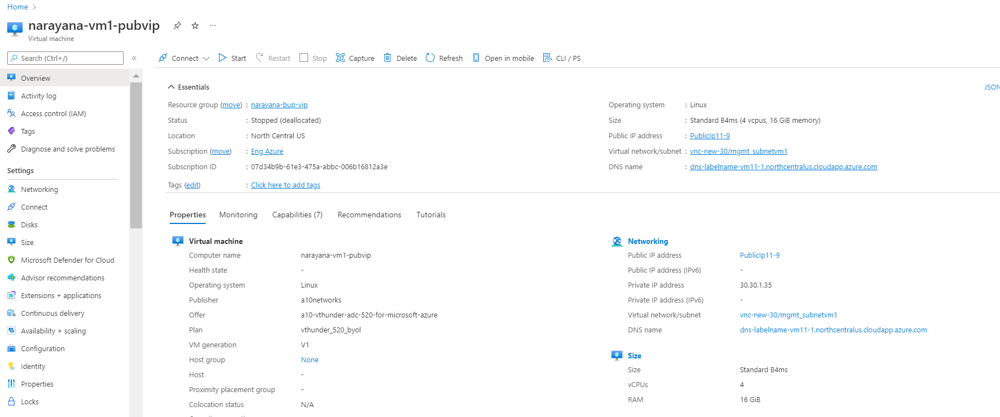 Home
narayana-vm1-pubvip
Virtual machine
Search (Ctrl+/)
Overview
Activity log
Access control (IAM)
Tags
Diagnose and solve problems
Settings
Networking
Connect
Disks
Size
Microsoft Defender for Cloud
Advisor recommendations
Extensions + applications
Continuous delivery
Availability + scaling
Configuration
Identity
Properties
Locks
Connect Start Restart Stop Capture Delete Refresh Open in mobile CLI / PS
Essentials
JSON
Resource group (move) : narayana-bup-vip
Status : Stopped (deallocated)
Location : North Central US
Subscription (move) : Eng Azure
Subscription ID : 07d34b9b-61e3-475a-abbc-006b16812a3e
Tags (edit) : Click here to add tags
Operating system : Linux
Size : Standard B4ms (4 vcpus, 16 GiB memory)
Public IP address : PublicIp11-9
Virtual network/subnet : vnc-new-30/mgmt_subnetvm1
DNS name : dns-labelname-vm11-1.northcentralus.cloudapp.azure.com
Properties Monitoring Capabilities (7) Recommendations Tutorials
Virtual machine
Computer name narayana-vm1-pubvip
Health state -
Operating system Linux
Publisher a10networks
Offer a10-vthunder-adc-520-for-microsoft-azure
Plan vthunder_520_byol
VM generation V1
Host group None
Host -
Proximity placement group -
Colocation status N/A
Networking
Public IP address PublicIp11-9
Public IP address (IPv6) -
Private IP address 30.30.1.35
Private IP address (IPv6) -
Virtual network/subnet vnc-new-30/mgmt_subnetvm1
DNS name dns-labelname-vm11-1.northcentralus.cloudapp.azure.com
Size
Size Standard B4ms
vCPUs 4
RAM 16 GiB